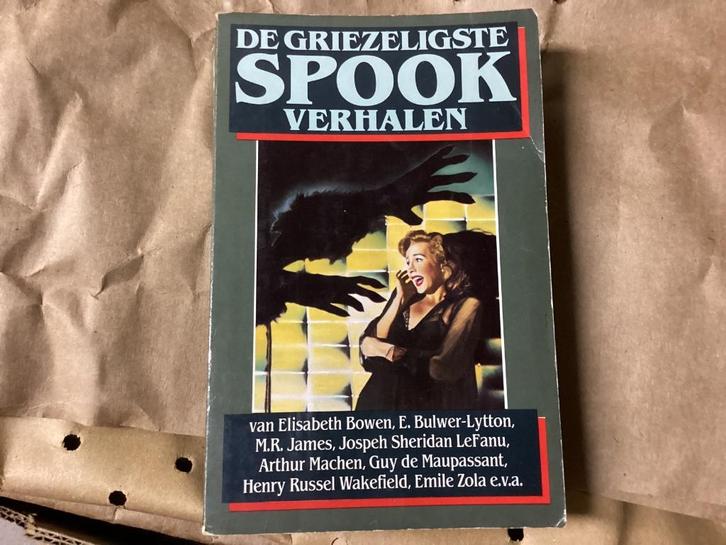 DE GRIEZELIGSTE
SPOOK
VERHALEN
van Elisabeth Bowen, E. Bulwer-Lytton,
M.R. James, Jospeh Sheridan LeFanu,
Arthur Machen, Guy de Maupassant,
Henry Russel Wakefield, Emile Zola e.v.a.